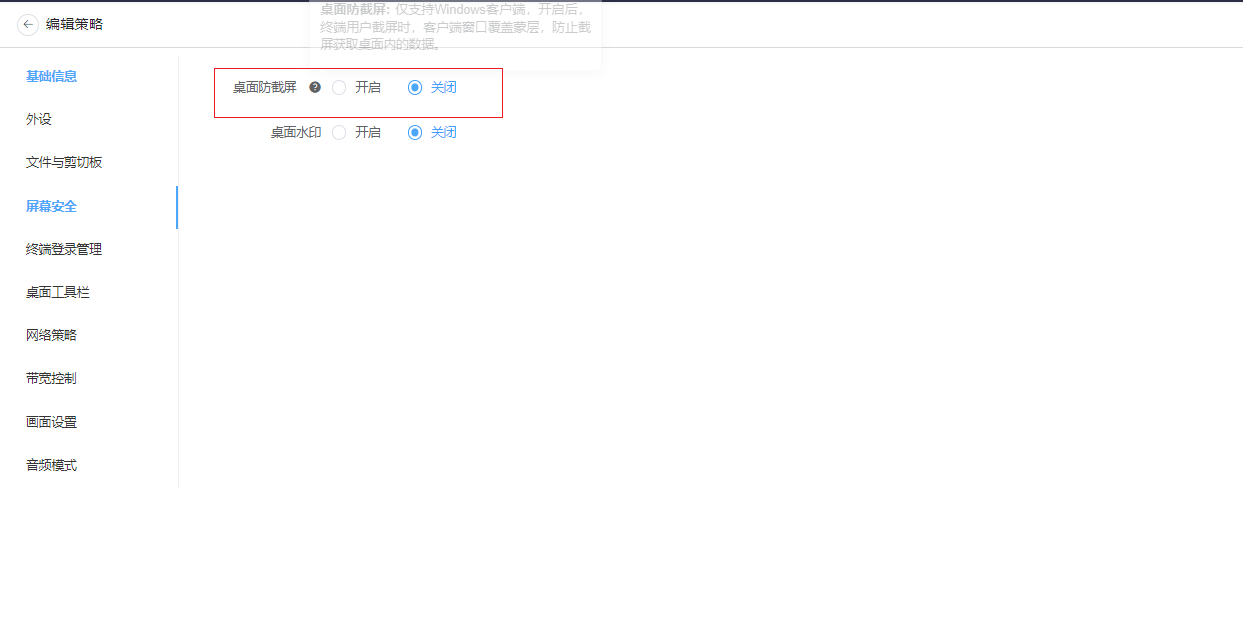 桌面防截屏: 仅支持Windows客户端，开启后，
终端用户截屏时，客户端窗口覆盖蒙层，防止截
屏获取桌面内的数据。
编辑策略
基础信息
外设
文件与剪切板
屏幕安全
终端登录管理
桌面工具栏
网络策略
带宽控制
画面设置
音频模式
桌面防截屏 ? 开启 关闭
桌面水印 开启 关闭